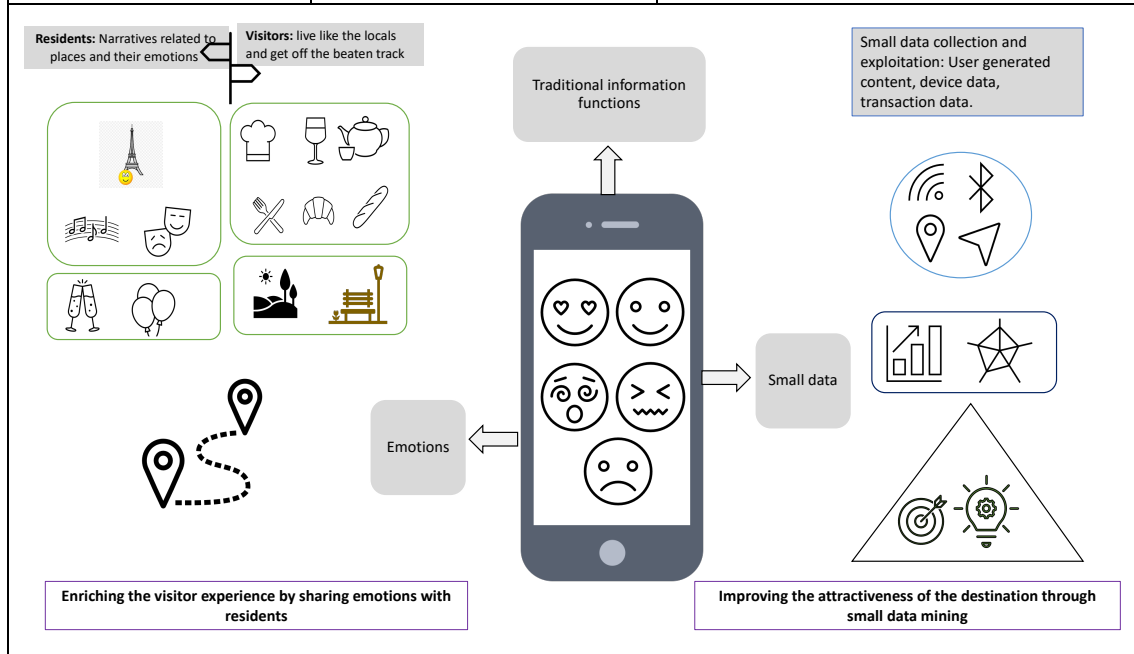 Residents: Narratives related to
places and their emotions
Visitors: live like the locals
and get off the beaten track
Traditional information
functions
Small data collection and
exploitation: User generated
content, device data,
transaction data.
Small data
Emotions
Enriching the visitor experience by sharing emotions with
residents
Improving the attractiveness of the destination through
small data mining